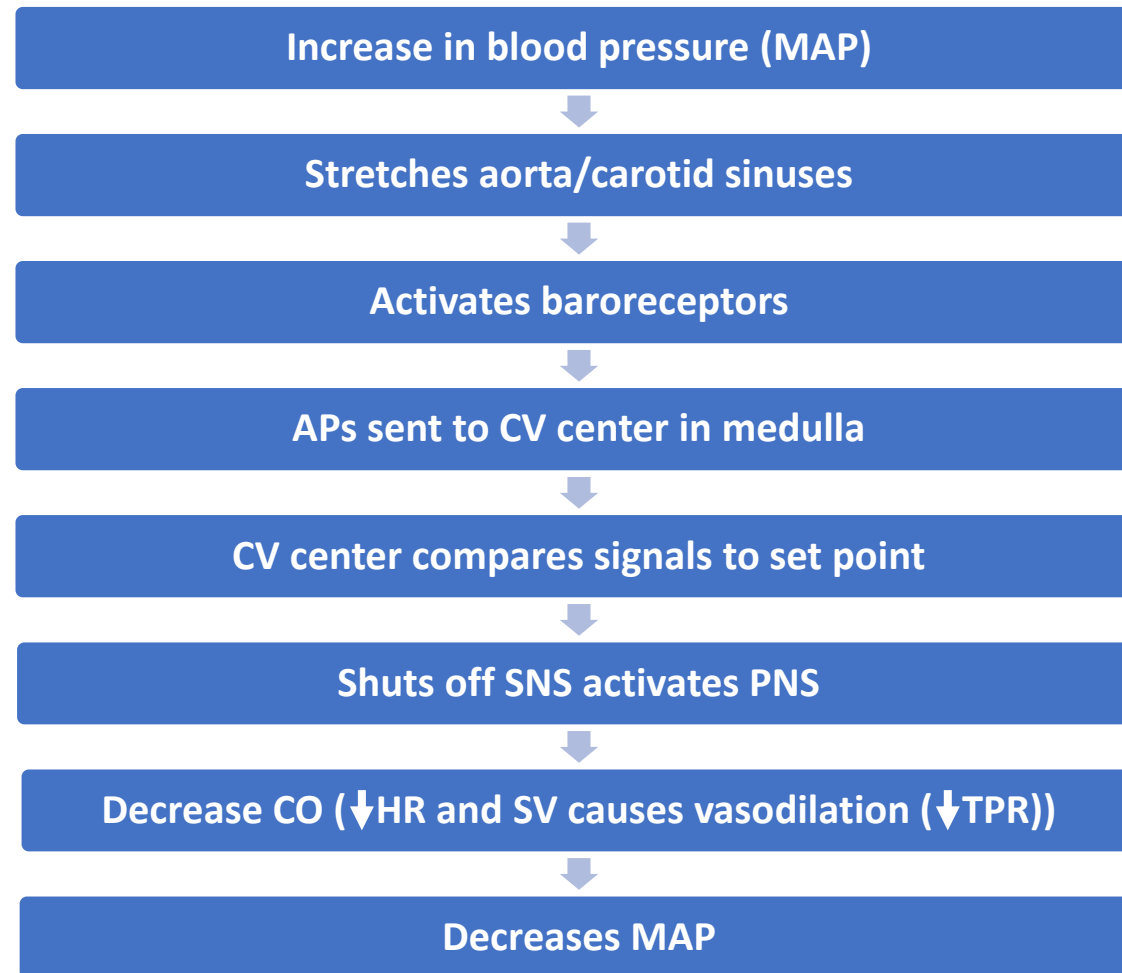 Increase in blood pressure (MAP)
Stretches aorta/carotid sinuses
Activates baroreceptors
APs sent to CV center in medulla
CV center compares signals to set point
Shuts off SNS activates PNS
Decrease CO (↓HR and SV causes vasodilation (↓TPR))
Decreases MAP